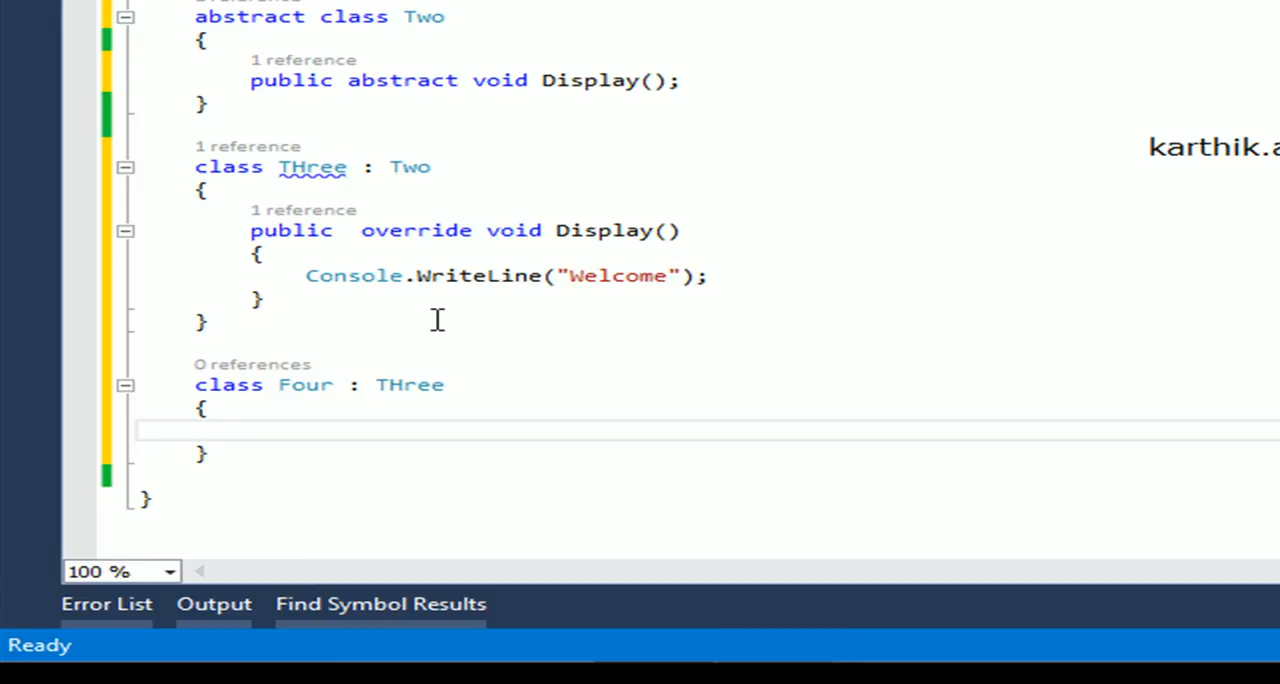 abstract class Two
{
1 reference
public abstract void Display();
}
1 reference
karthik.
class THree : Two
{
1 reference
public  override void Display()
{
Console.WriteLine("Welcome");
}
}
0 references
class Four : THree
{
}
}
100 %
Error List Output Find Symbol Results
Ready